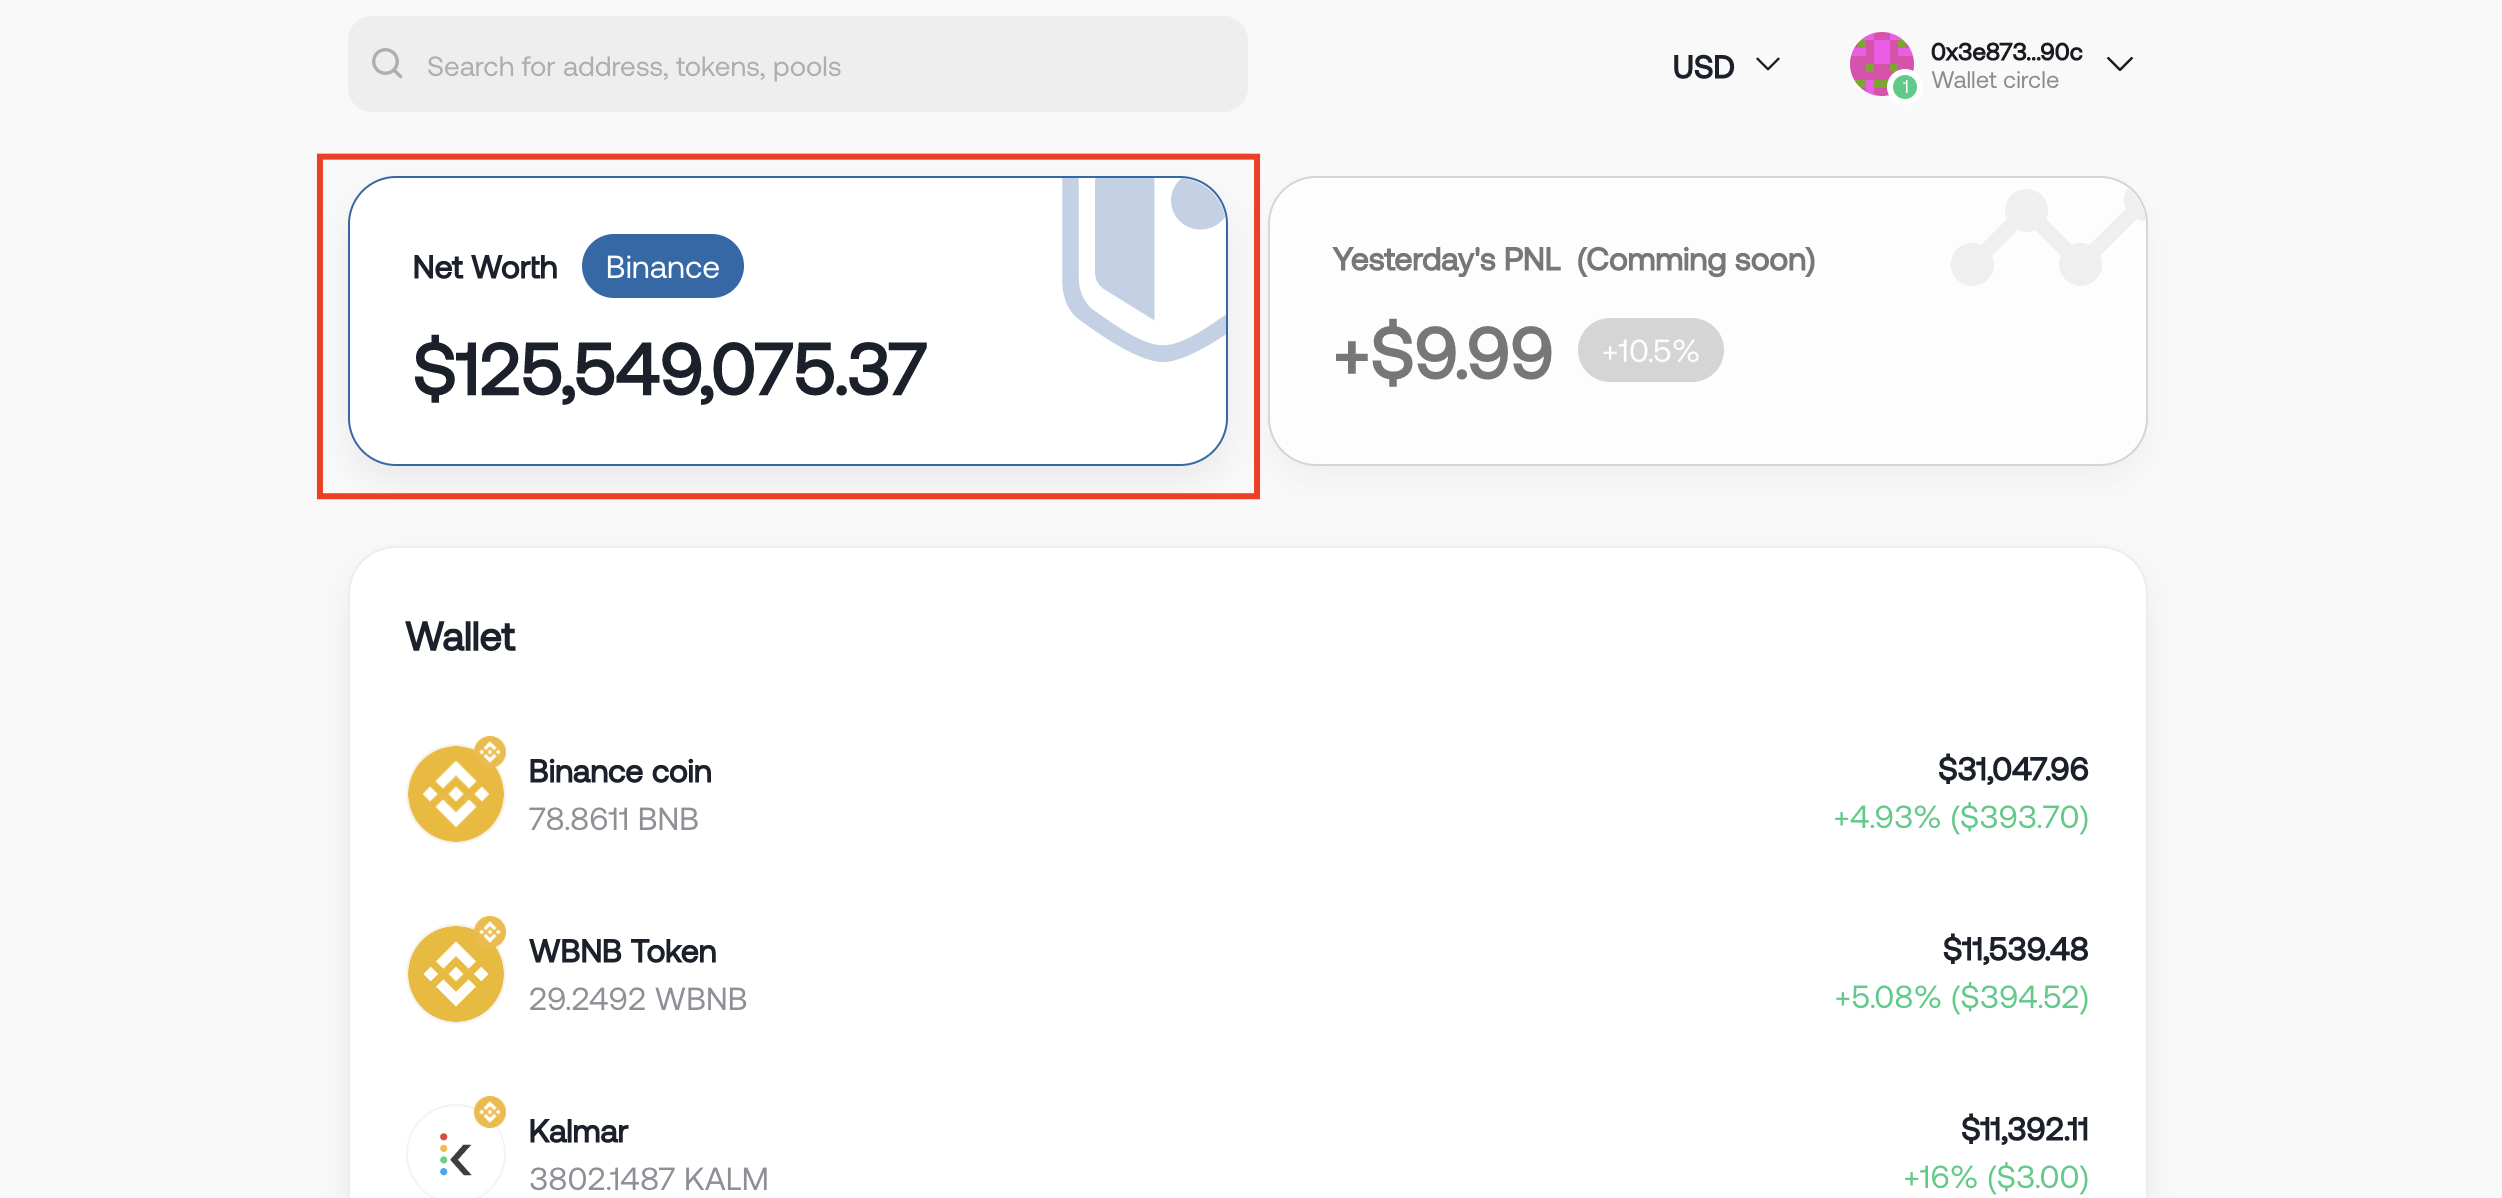 Search for address, tokens, pools
USD
0x3e873...90c
Wallet circle
1
Net Worth
Binance
$125,549,075.37
Yesterday's PNL (Comming soon)
+$9.99
+10.5%
Wallet
Binance coin
$31,047.96
78.8611 BNB
+4.93% ($393.70)
WBNB Token
$11,539.48
29.2492 WBNB
+5.08% ($394.52)
Kalmar
$11,392.11
3802.1487 KALM
+16% ($3.00)